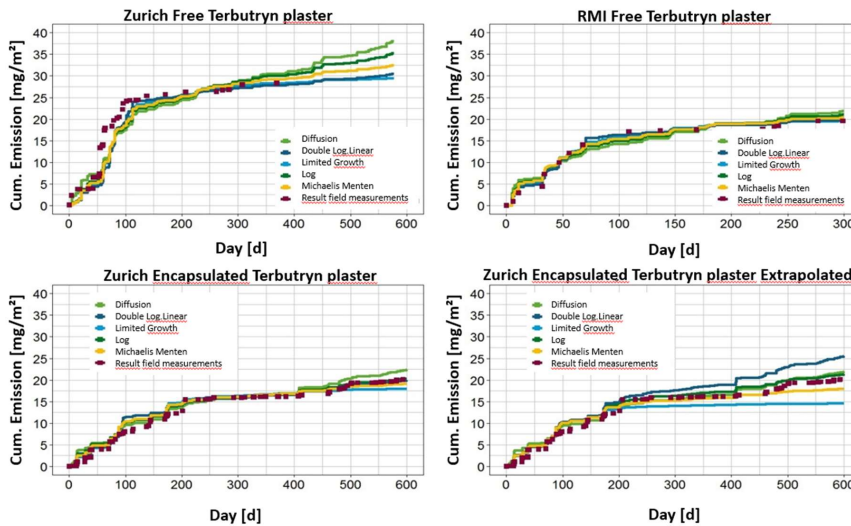 Zurich Free Terbutryn plaster
Cum. Emission [mg/m²]
40
35
30
25
20
15
10
5
0
Diffusion
Double Log.Linear
Limited Growth
Log
Michaelis Menten
Result field measurements
0 100 200 300 400 500 600
Day [d]
RMI Free Terbutryn plaster
Cum. Emission [mg/m²]
40
35
30
25
20
15
10
5
0
Diffusion
Double Log.Linear
Limited Growth
Log
Michaelis Menten
Result field measurements
0 50 100 150 200 250 300
Day [d]
Zurich Encapsulated Terbutryn plaster
Cum. Emission [mg/m²]
40
35
30
25
20
15
10
5
0
Diffusion
Double Log.Linear
Limited Growth
Log
Michaelis Menten
Result field measurements
0 100 200 300 400 500 600
Day [d]
Zurich Encapsulated Terbutryn plaster Extrapolated
Cum. Emission [mg/m²]
40
35
30
25
20
15
10
5
0
Diffusion
Double Log.Linear
Limited Growth
Log
Michaelis Menten
Result field measurements
0 100 200 300 400 500 600
Day [d]